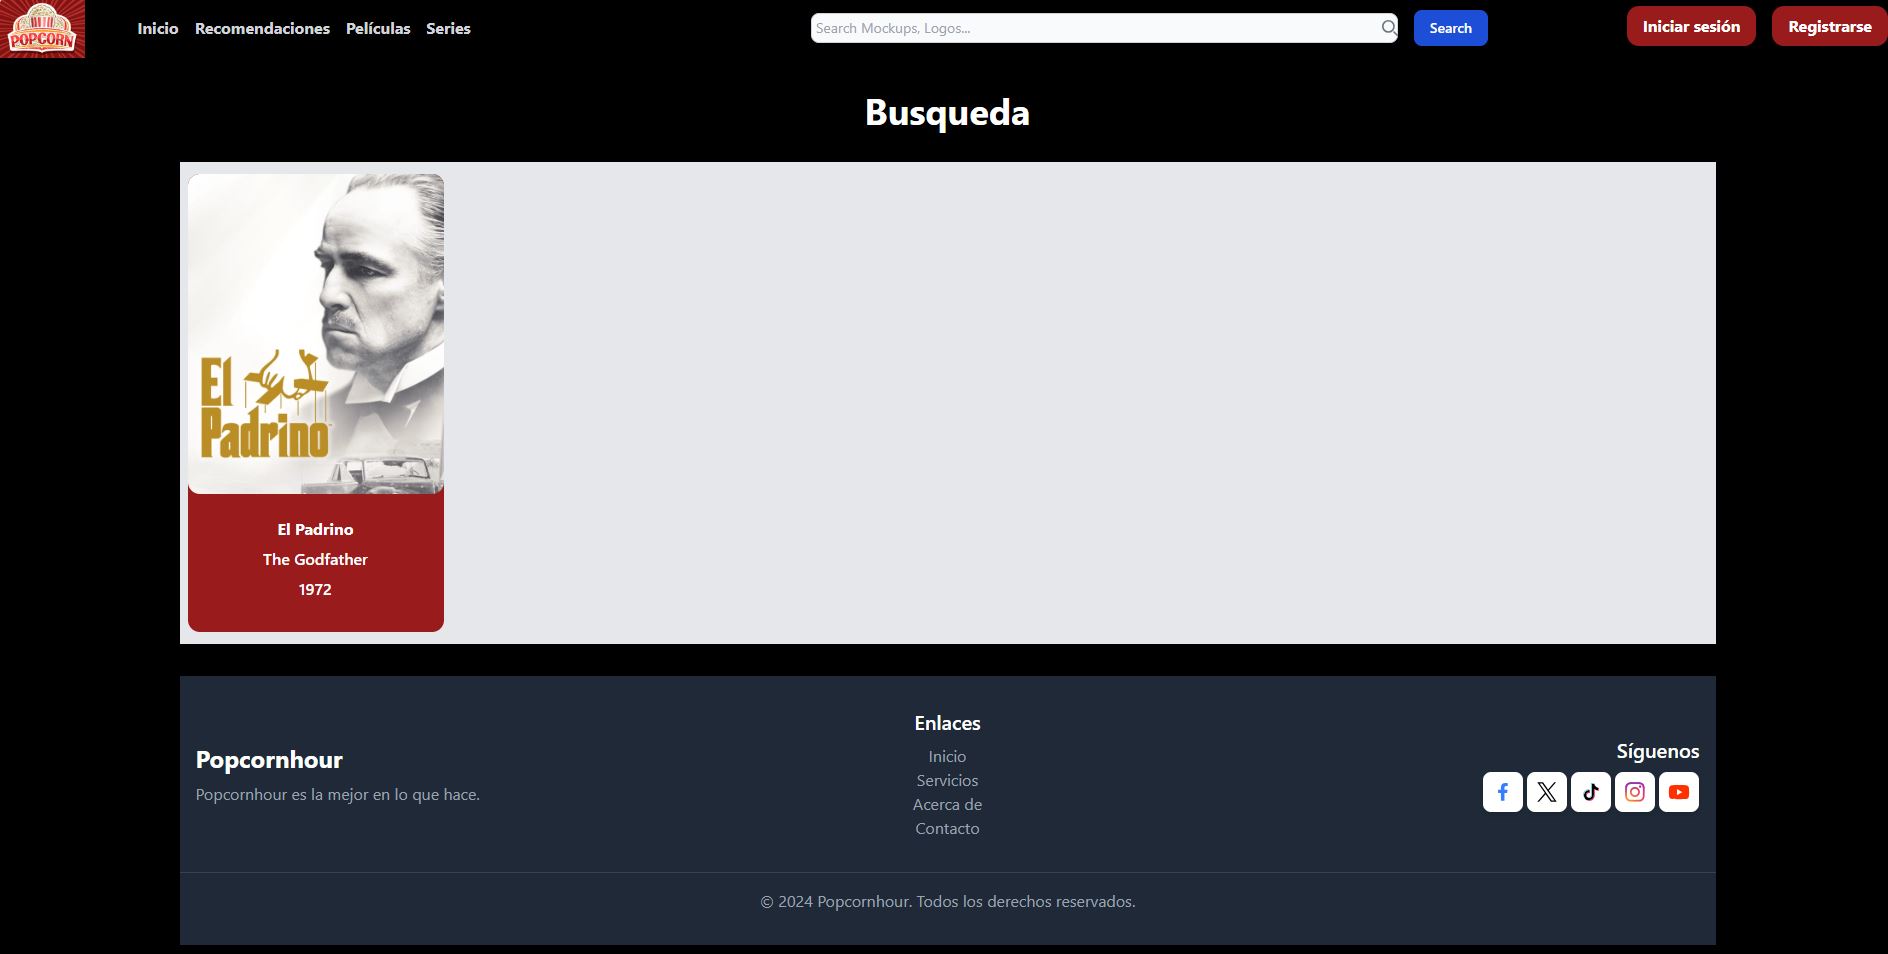 POPCORN
Inicio Recomendaciones Películas Series
Search Mockups, Logos...
Search
Iniciar sesión
Registrarse
Busqueda
El
Padrino
El Padrino
The Godfather
1972
Popcornhour
Popcornhour es la mejor en lo que hace.
Enlaces
Inicio
Servicios
Acerca de
Contacto
Síguenos
© 2024 Popcornhour. Todos los derechos reservados.